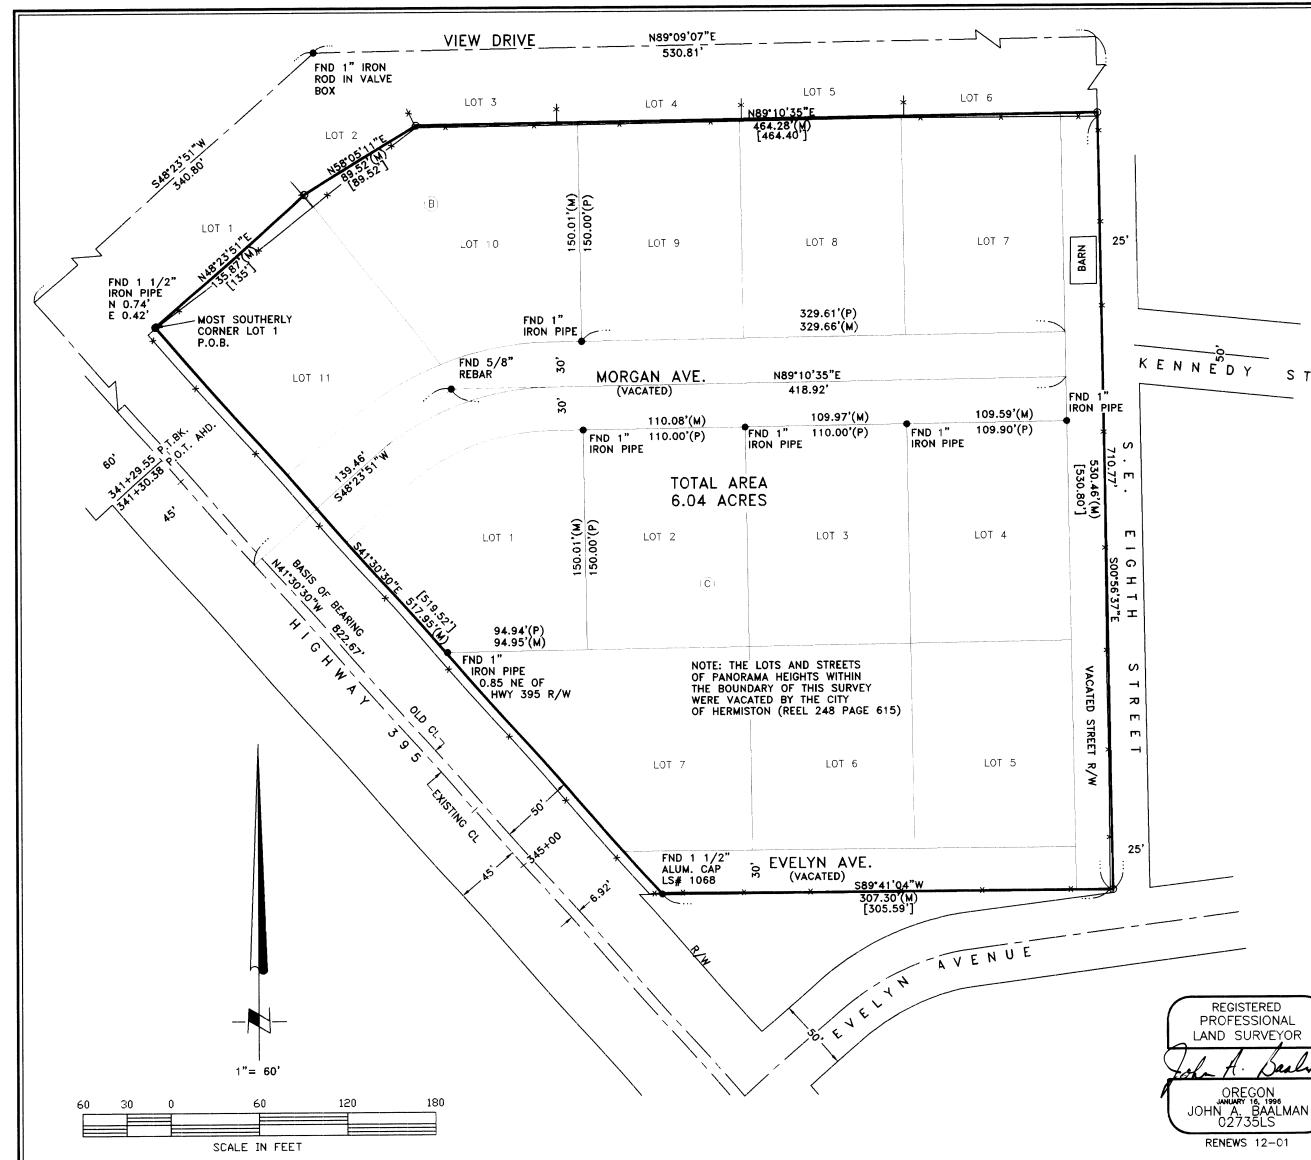 VIEW DRIVE
N89°09'07"E
530.81'
FND 1" IRON
ROD IN VALVE
BOX
LOT 3
LOT 4
LOT 5
LOT 6
N89°10'35"E
464.28'(M)
[464.40']
LOT 2
N58°05'11"E
89.52'(M)
[89.52']
S48°23'51"W
340.80'
LOT 1
N48°23'51"E
135.87'(M)
[135']
B
LOT 10
150.01'(M)
150.00'(P)
LOT 9
LOT 8
LOT 7
BARN
25'
FND 1 1/2"
IRON PIPE
N 0.74'
E 0.42'
MOST SOUTHERLY
CORNER LOT 1
P.O.B.
FND 1"
IRON PIPE
329.61'(P)
329.66'(M)
50'
KENNEDY ST
LOT 11
FND 5/8"
REBAR
30'
30'
MORGAN AVE.
(VACATED)
N89°10'35"E
418.92'
FND 1"
IRON PIPE
110.08'(M)
110.00'(P)
109.97'(M)
110.00'(P)
109.59'(M)
109.90'(P)
FND 1"
IRON PIPE
FND 1"
IRON PIPE
FND 1"
IRON PIPE
60'
341+29.55 P.T.BK.
341+30.38 P.O.T. AHD.
45'
139.46'
S48°23'51"W
TOTAL AREA
6.04 ACRES
530.46'(M)
[530.80']
710.77'
S00°56'37"E
S.E. EIGHTH STREET
LOT 1
150.01'(M)
150.00'(P)
LOT 2
LOT 3
LOT 4
C
S41°30'30"E
[519.52']
517.95'(M)
BASIS OF BEARING
N41°30'30"W 822.67'
HIGHWAY 395
94.94'(P)
94.95'(M)
FND 1"
IRON PIPE
0.85 NE OF
HWY 395 R/W
NOTE: THE LOTS AND STREETS
OF PANORAMA HEIGHTS WITHIN
THE BOUNDARY OF THIS SURVEY
WERE VACATED BY THE CITY
OF HERMISTON (REEL 248 PAGE 615)
VACATED STREET R/W
OLD CL
EXISTING CL
LOT 7
LOT 6
LOT 5
50'
345+00
45'
6.92'
FND 1 1/2"
ALUM. CAP
LS# 1068
30'
EVELYN AVE.
(VACATED)
25'
S89°41'04"W
307.30'(M)
[305.59']
R/W
EVELYN AVENUE
50'
1"= 60'
60 30 0 60 120 180
SCALE IN FEET
REGISTERED
PROFESSIONAL
LAND SURVEYOR
John A. Baalm
OREGON
JANUARY 16, 1996
JOHN A. BAALMAN
02735LS
RENEWS 12-01